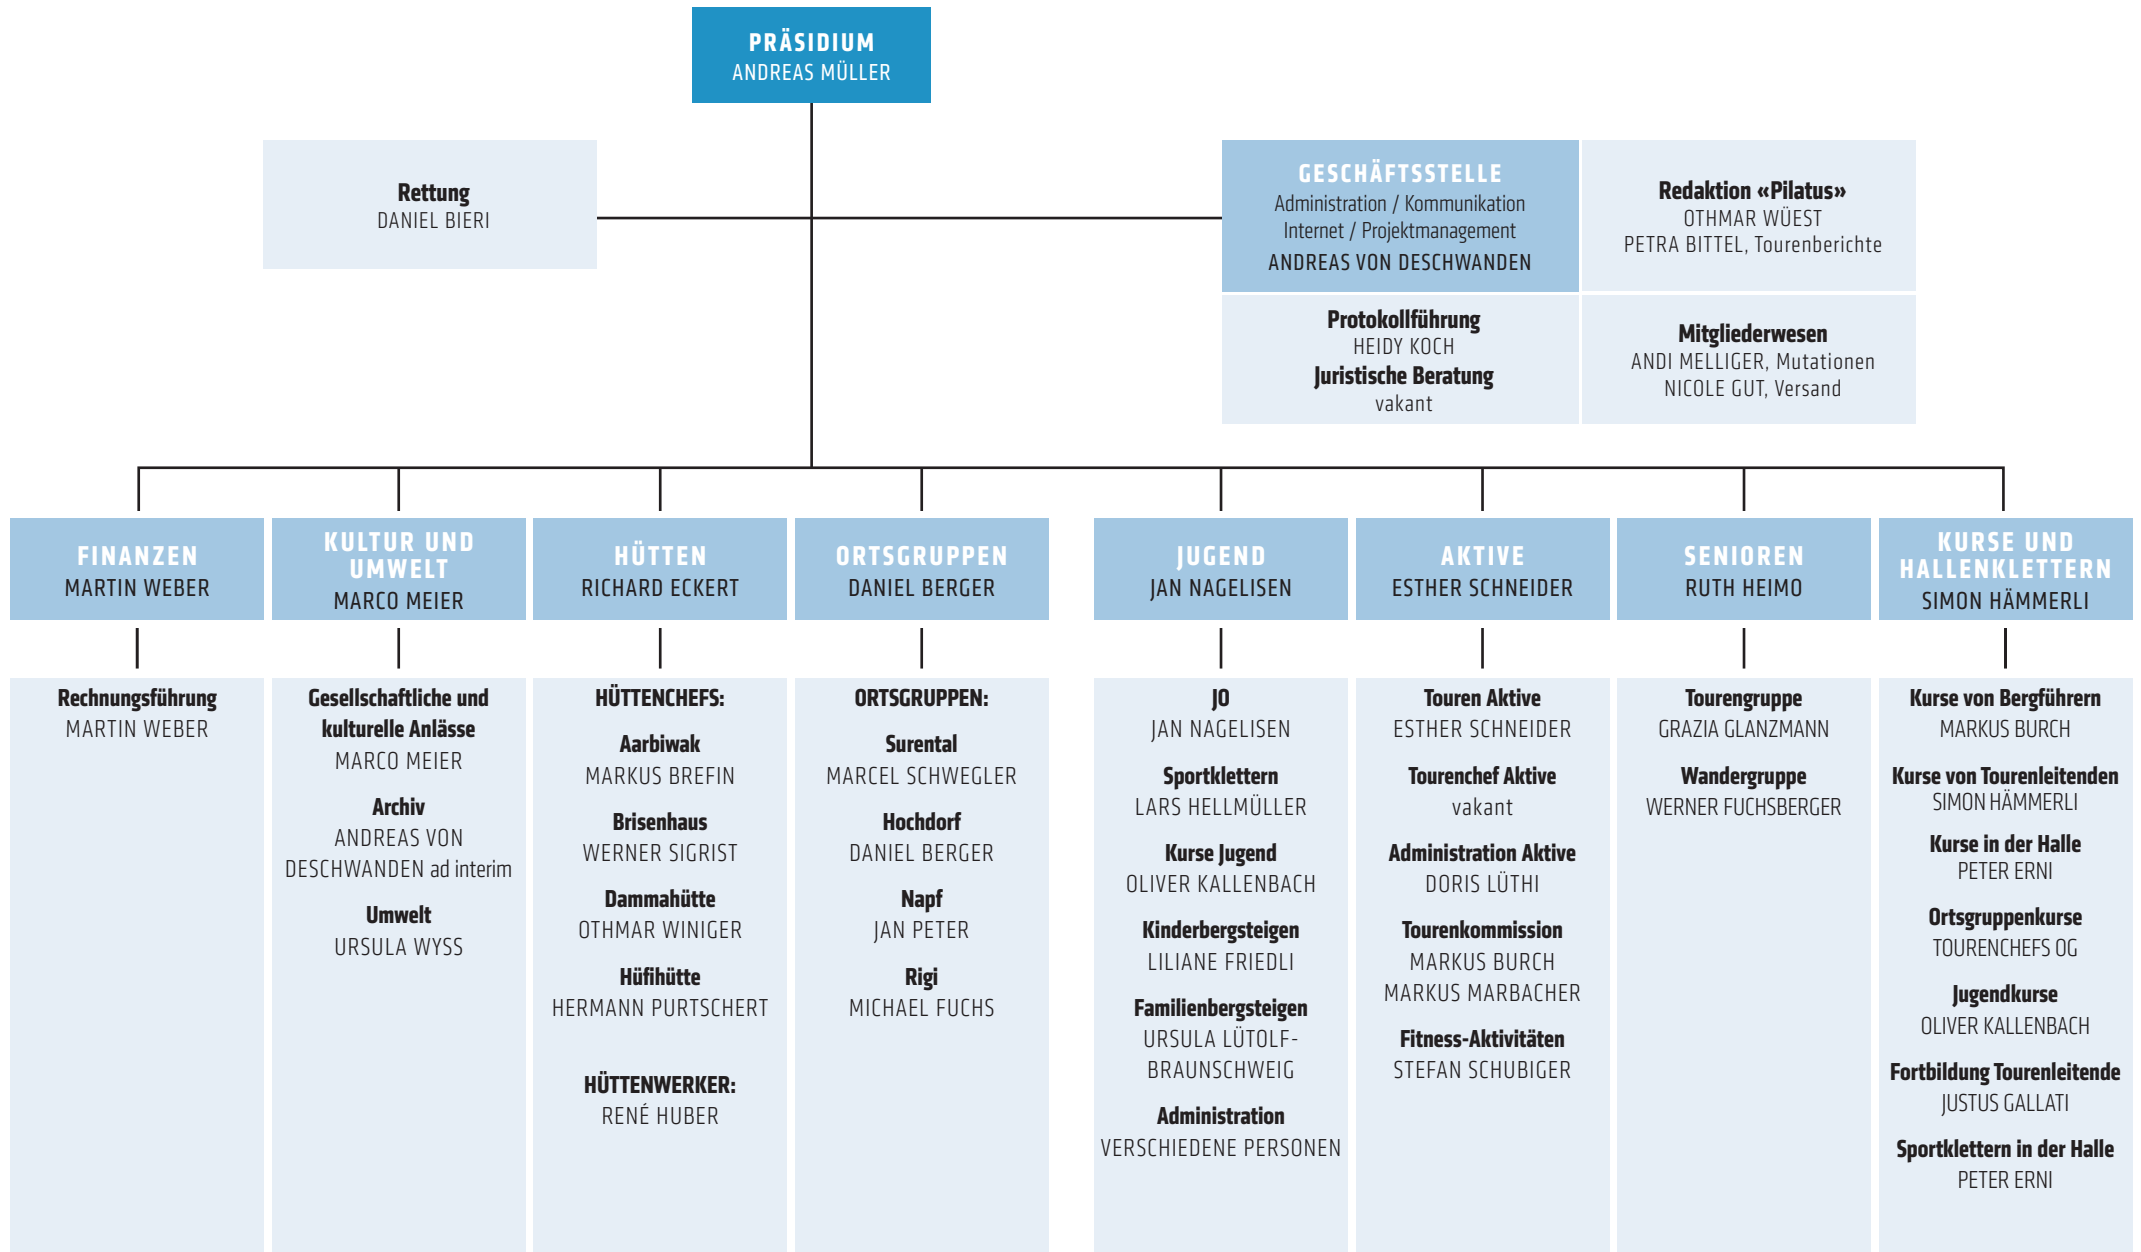 PRÄSIDIUM
ANDREAS MÜLLER
Rettung
DANIEL BIERI
GESCHÄFTSSTELLE
Administration / Kommunikation
Internet / Projektmanagement
ANDREAS VON DESCHWANDEN
Redaktion «Pilatus»
OTHMAR WÜEST
PETRA BITTEL, Tourenberichte
Protokollführung
HEIDY KOCH
Juristische Beratung
vakant
Mitgliederwesen
ANDI MELLIGER, Mutationen
NICOLE GUT, Versand
FINANZEN
MARTIN WEBER
KULTUR UND
UMWELT
MARCO MEIER
HÜTTEN
RICHARD ECKERT
ORTSGRUPPEN
DANIEL BERGER
JUGEND
JAN NAGELISEN
AKTIVE
ESTHER SCHNEIDER
SENIOREN
RUTH HEIMO
KURSE UND
HALLENKLETTERN
SIMON HÄMMERLI
Rechnungsführung
MARTIN WEBER
Gesellschaftliche und
kulturelle Anlässe
MARCO MEIER
Archiv
ANDREAS VON
DESCHWANDEN ad interim
Umwelt
URSULA WYSS
HÜTTENCHEFS:
Aarbiwak
MARKUS BREFIN
Brisenhaus
WERNER SIGRIST
Dammahütte
OTHMAR WINIGER
Hüfihütte
HERMANN PURTSCHERT
HÜTTENWERKER:
RENÉ HUBER
ORTSGRUPPEN:
Surental
MARCEL SCHWEGLER
Hochdorf
DANIEL BERGER
Napf
JAN PETER
Rigi
MICHAEL FUCHS
JO
JAN NAGELISEN
Sportklettern
LARS HELLMÜLLER
Kurse Jugend
OLIVER KALLENBACH
Kinderbergsteigen
LILIANE FRIEDLI
Familienbergsteigen
URSULA LÜTOLF-
BRAUNSCHWEIG
Administration
VERSCHIEDENE PERSONEN
Touren Aktive
ESTHER SCHNEIDER
Tourenchef Aktive
vakant
Administration Aktive
DORIS LÜTHI
Tourenkommission
MARKUS BURCH
MARKUS MARBACHER
Fitness-Aktivitäten
STEFAN SCHUBIGER
Tourengruppe
GRAZIA GLANZMANN
Wandergruppe
WERNER FUCHSBERGER
Kurse von Bergführern
MARKUS BURCH
Kurse von Tourenleitenden
SIMON HÄMMERLI
Kurse in der Halle
PETER ERNI
Ortsgruppenkurse
TOURENCHEFS OG
Jugendkurse
OLIVER KALLENBACH
Fortbildung Tourenleitende
JUSTUS GALLATI
Sportklettern in der Halle
PETER ERNI